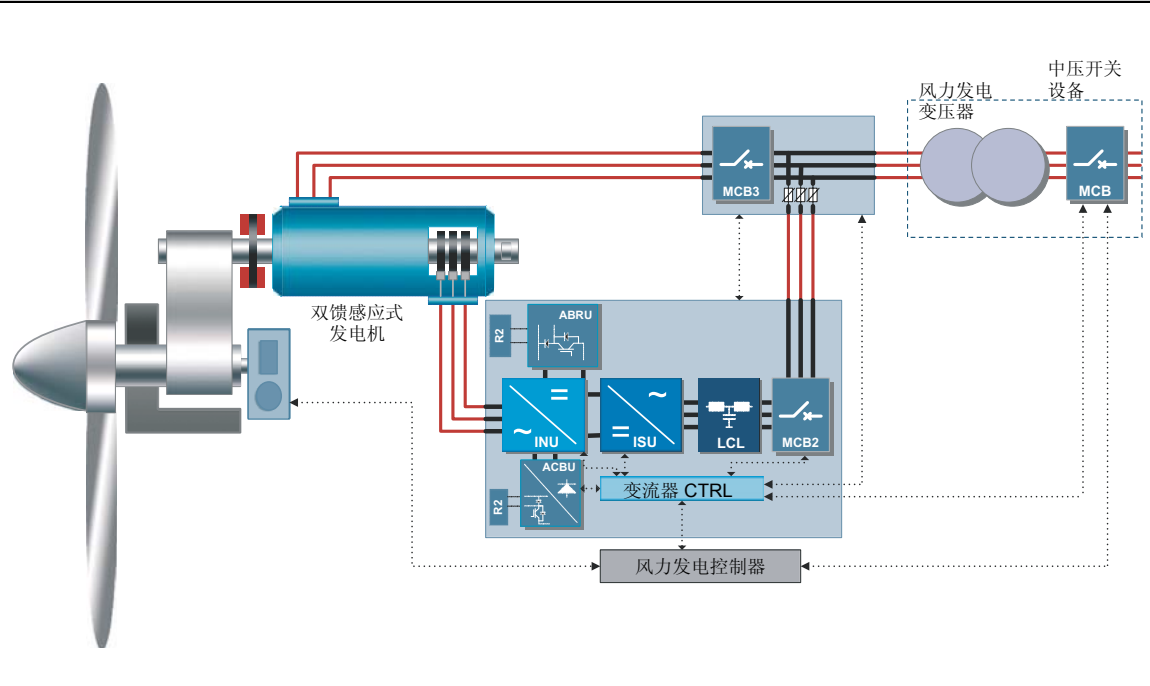 中压开关
设备
风力发电
变压器
MCB3
MCB
双馈感应式
发电机
ABRU
R2
INU
ISU
LCL
MCB2
ACBU
R2
变流器 CTRL
风力发电控制器